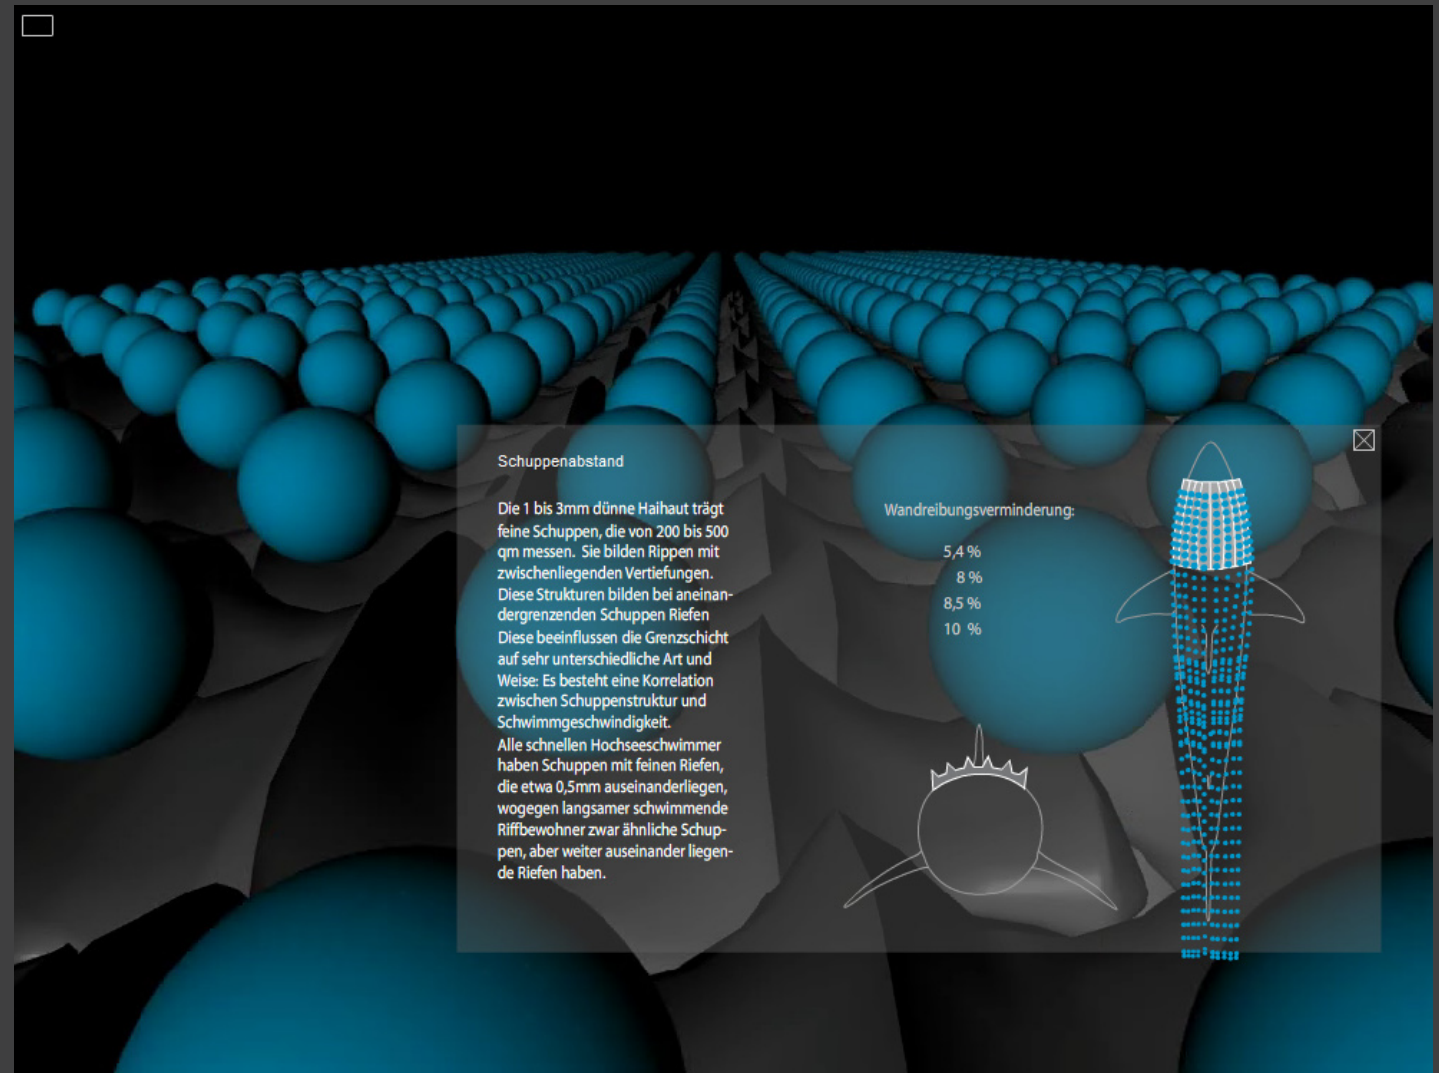 Schuppenabstand
Die 1 bis 3mm dünne Haihaut trägt
feine Schuppen, die von 200 bis 500
qm messen.  Sie bilden Rippen mit
zwischenliegenden Vertiefungen.
Diese Strukturen bilden bei aneinan-
dergrenzenden Schuppen Riefen
Diese beeinflussen die Grenzschicht
auf sehr unterschiedliche Art und
Weise: Es besteht eine Korrelation
zwischen Schuppenstruktur und
Schwimmgeschwindigkeit.
Alle schnellen Hochseeschwimmer
haben Schuppen mit feinen Riefen,
die etwa 0,5mm auseinanderliegen,
wogegen langsamer schwimmende
Riffbewohner zwar ähnliche Schup-
pen, aber weiter auseinander liegen-
de Riefen haben.
Wandreibungsverminderung:
5,4 %
8 %
8,5 %
10 %